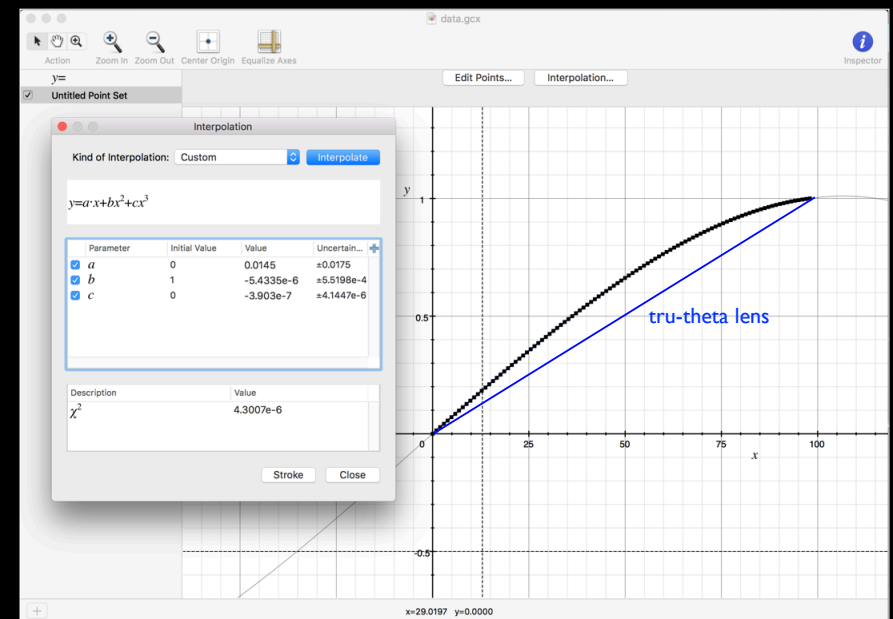 data.gcx
Action Zoom In Zoom Out Center Origin Equalize Axes Inspector
y=
Edit Points... Interpolation...
Untitled Point Set
Interpolation
Kind of Interpolation: Custom Interpolate
y=a·x+bx²+cx³
Parameter Initial Value Value Uncertain...
a 0 0.0145 ±0.0175
b 1 -5.4335e-6 ±5.5198e-4
c 0 -3.903e-7 ±4.1447e-6
Description Value
χ² 4.3007e-6
Stroke Close
y
1
0.5
tru-theta lens
0 25 50 75 100
x
-0.5
x=29.0197 y=0.0000